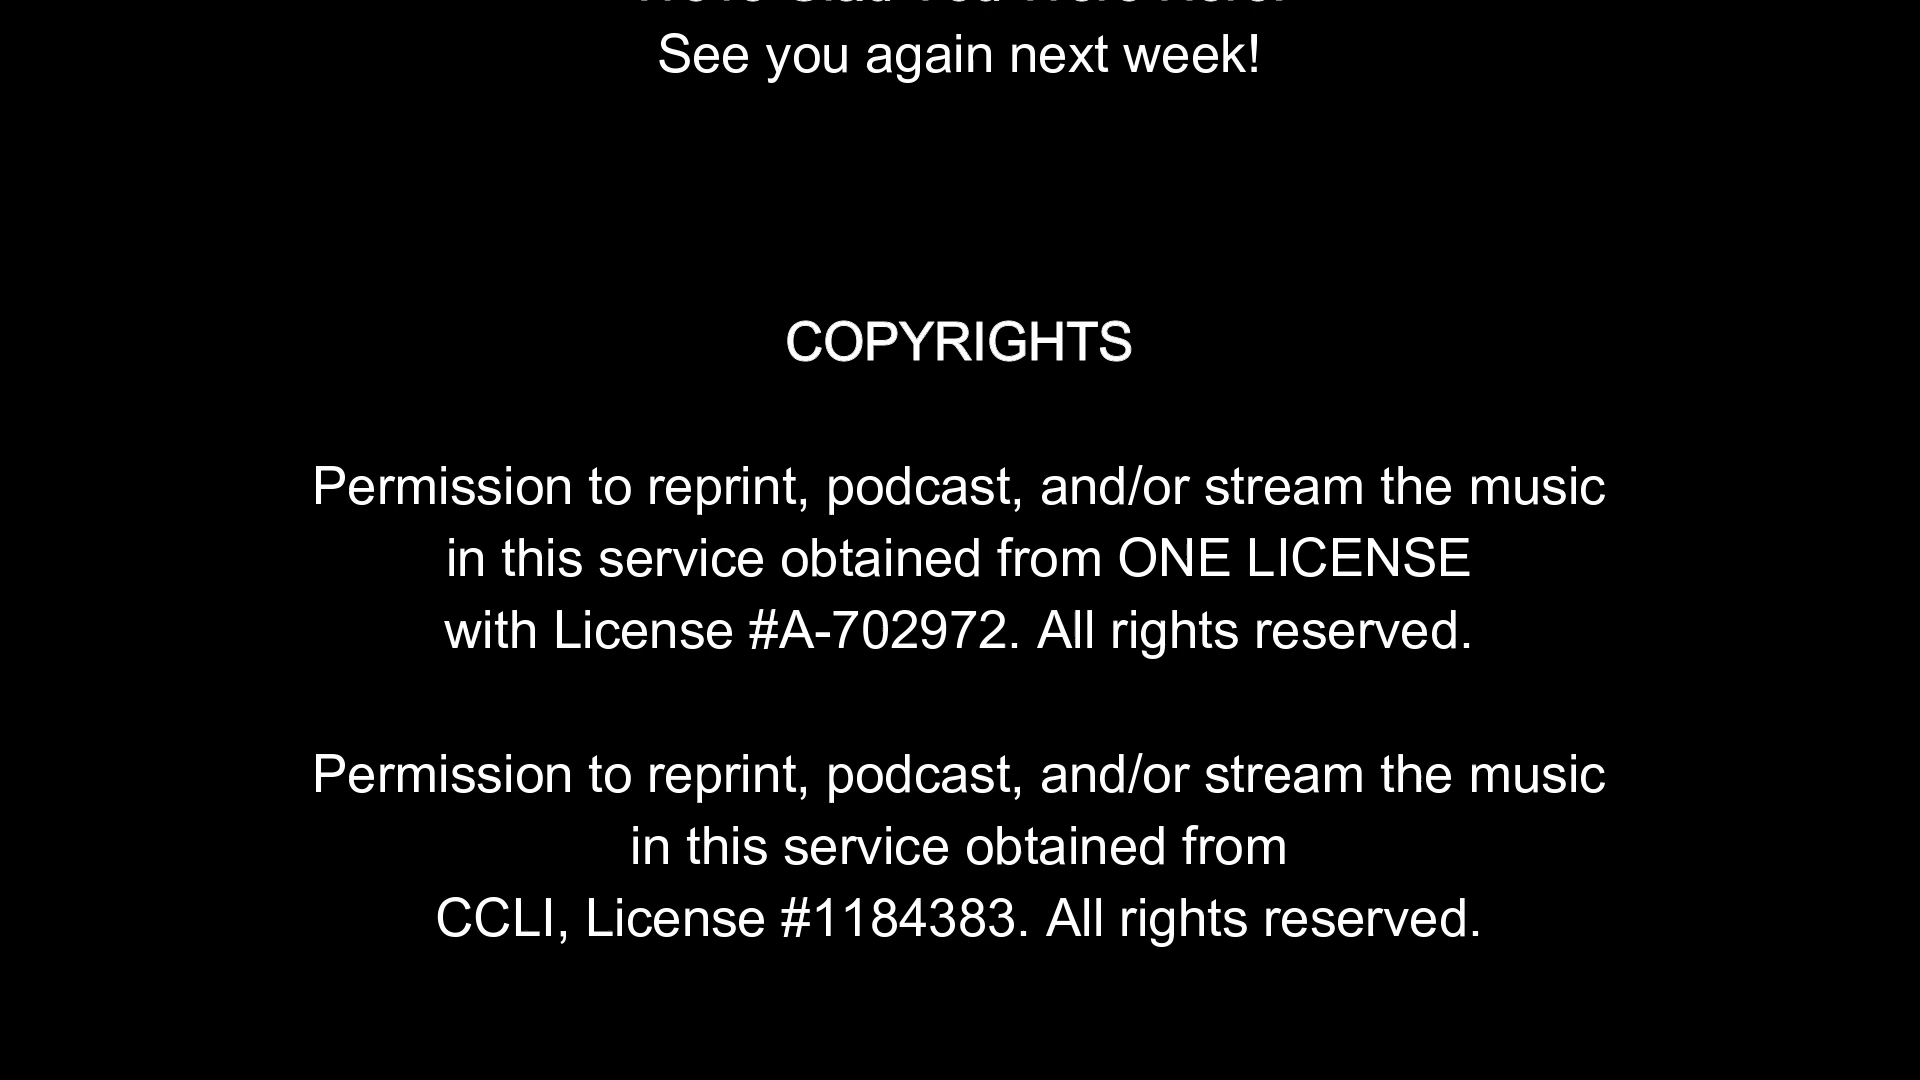 See you again next week!
COPYRIGHTS
Permission to reprint, podcast, and/or stream the music
in this service obtained from ONE LICENSE
with License #A-702972. All rights reserved.
Permission to reprint, podcast, and/or stream the music
in this service obtained from
CCLI, License #1184383. All rights reserved.